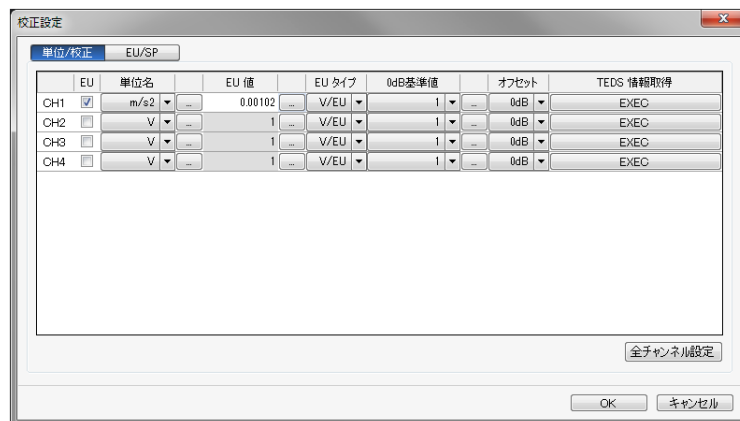 校正設定
単位/校正 EU/SP
EU 単位名 EU 値 EU タイプ 0dB基準値 オフセット TEDS 情報取得
CH1 m/s2 ... 0.00102 ... V/EU 1 ... 0dB EXEC
CH2 V ... 1 ... V/EU 1 ... 0dB EXEC
CH3 V ... 1 ... V/EU 1 ... 0dB EXEC
CH4 V ... 1 ... V/EU 1 ... 0dB EXEC
全チャンネル設定
OK キャンセル